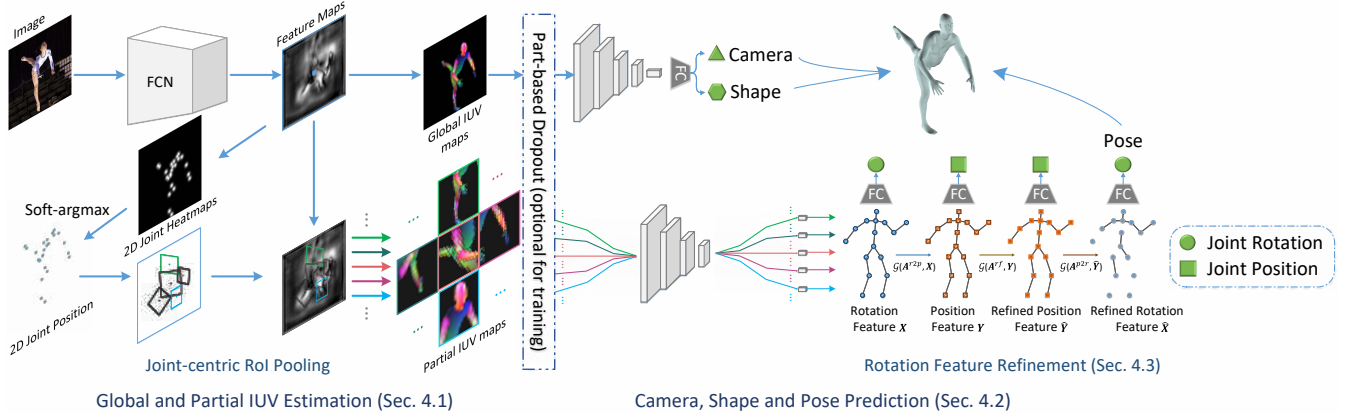 Image
FCN
Feature Maps
Global IUV
maps
Part-based Dropout (optional for training)
FC
Camera
Shape
Pose
2D Joint Heatmaps
Soft-argmax
2D Joint Position
Partial IUV maps
FC
FC
FC
FC
𝒢(A^{r2p}, X)
𝒢(A^{rf}, Y)
𝒢(A^{p2r}, Ŷ)
Rotation
Feature X
Position
Feature Y
Refined Position
Feature Ŷ
Refined Rotation
Feature X̂
Joint Rotation
Joint Position
Joint-centric RoI Pooling
Rotation Feature Refinement (Sec. 4.3)
Global and Partial IUV Estimation (Sec. 4.1)
Camera, Shape and Pose Prediction (Sec. 4.2)